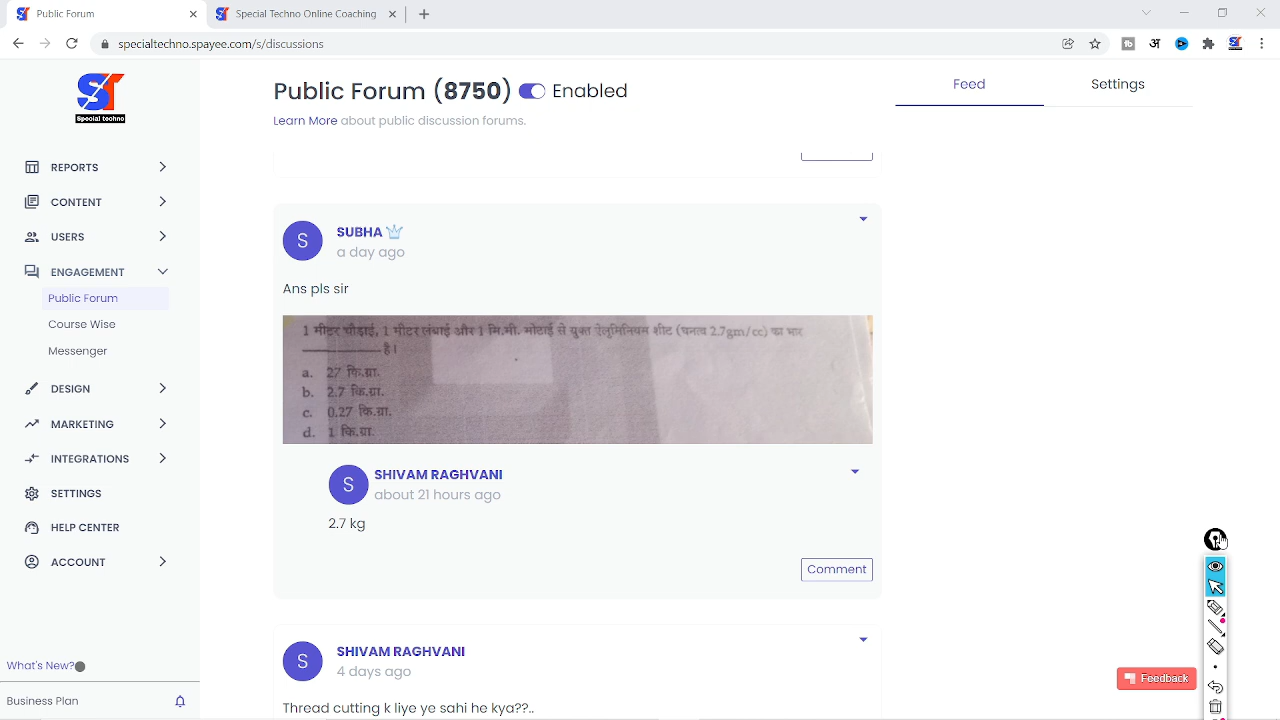 Public Forum
Special Techno Online Coaching
specialtechno.spayee.com/s/discussions
ST
Special techno
REPORTS
CONTENT
USERS
ENGAGEMENT
Public Forum
Course Wise
Messenger
DESIGN
MARKETING
INTEGRATIONS
SETTINGS
HELP CENTER
ACCOUNT
What's New?
Business Plan
Public Forum (8750) Enabled
Learn More about public discussion forums.
Feed
Settings
S
SUBHA
a day ago
Ans pls sir
1 मीटर चौड़ाई, 1 मीटर लंबाई और 1 मि.मी. मोटाई से युक्त ऐलुमिनियम शीट (घनत्व 2.7gm/cc) का भार
__________ है।
a. 27 कि.ग्रा.
b. 2.7 कि.ग्रा.
c. 0.27 कि.ग्रा.
d. 1 कि.ग्रा.
S
SHIVAM RAGHVANI
about 21 hours ago
2.7 kg
Comment
S
SHIVAM RAGHVANI
4 days ago
Thread cutting k liye ye sahi he kya??..
Feedback